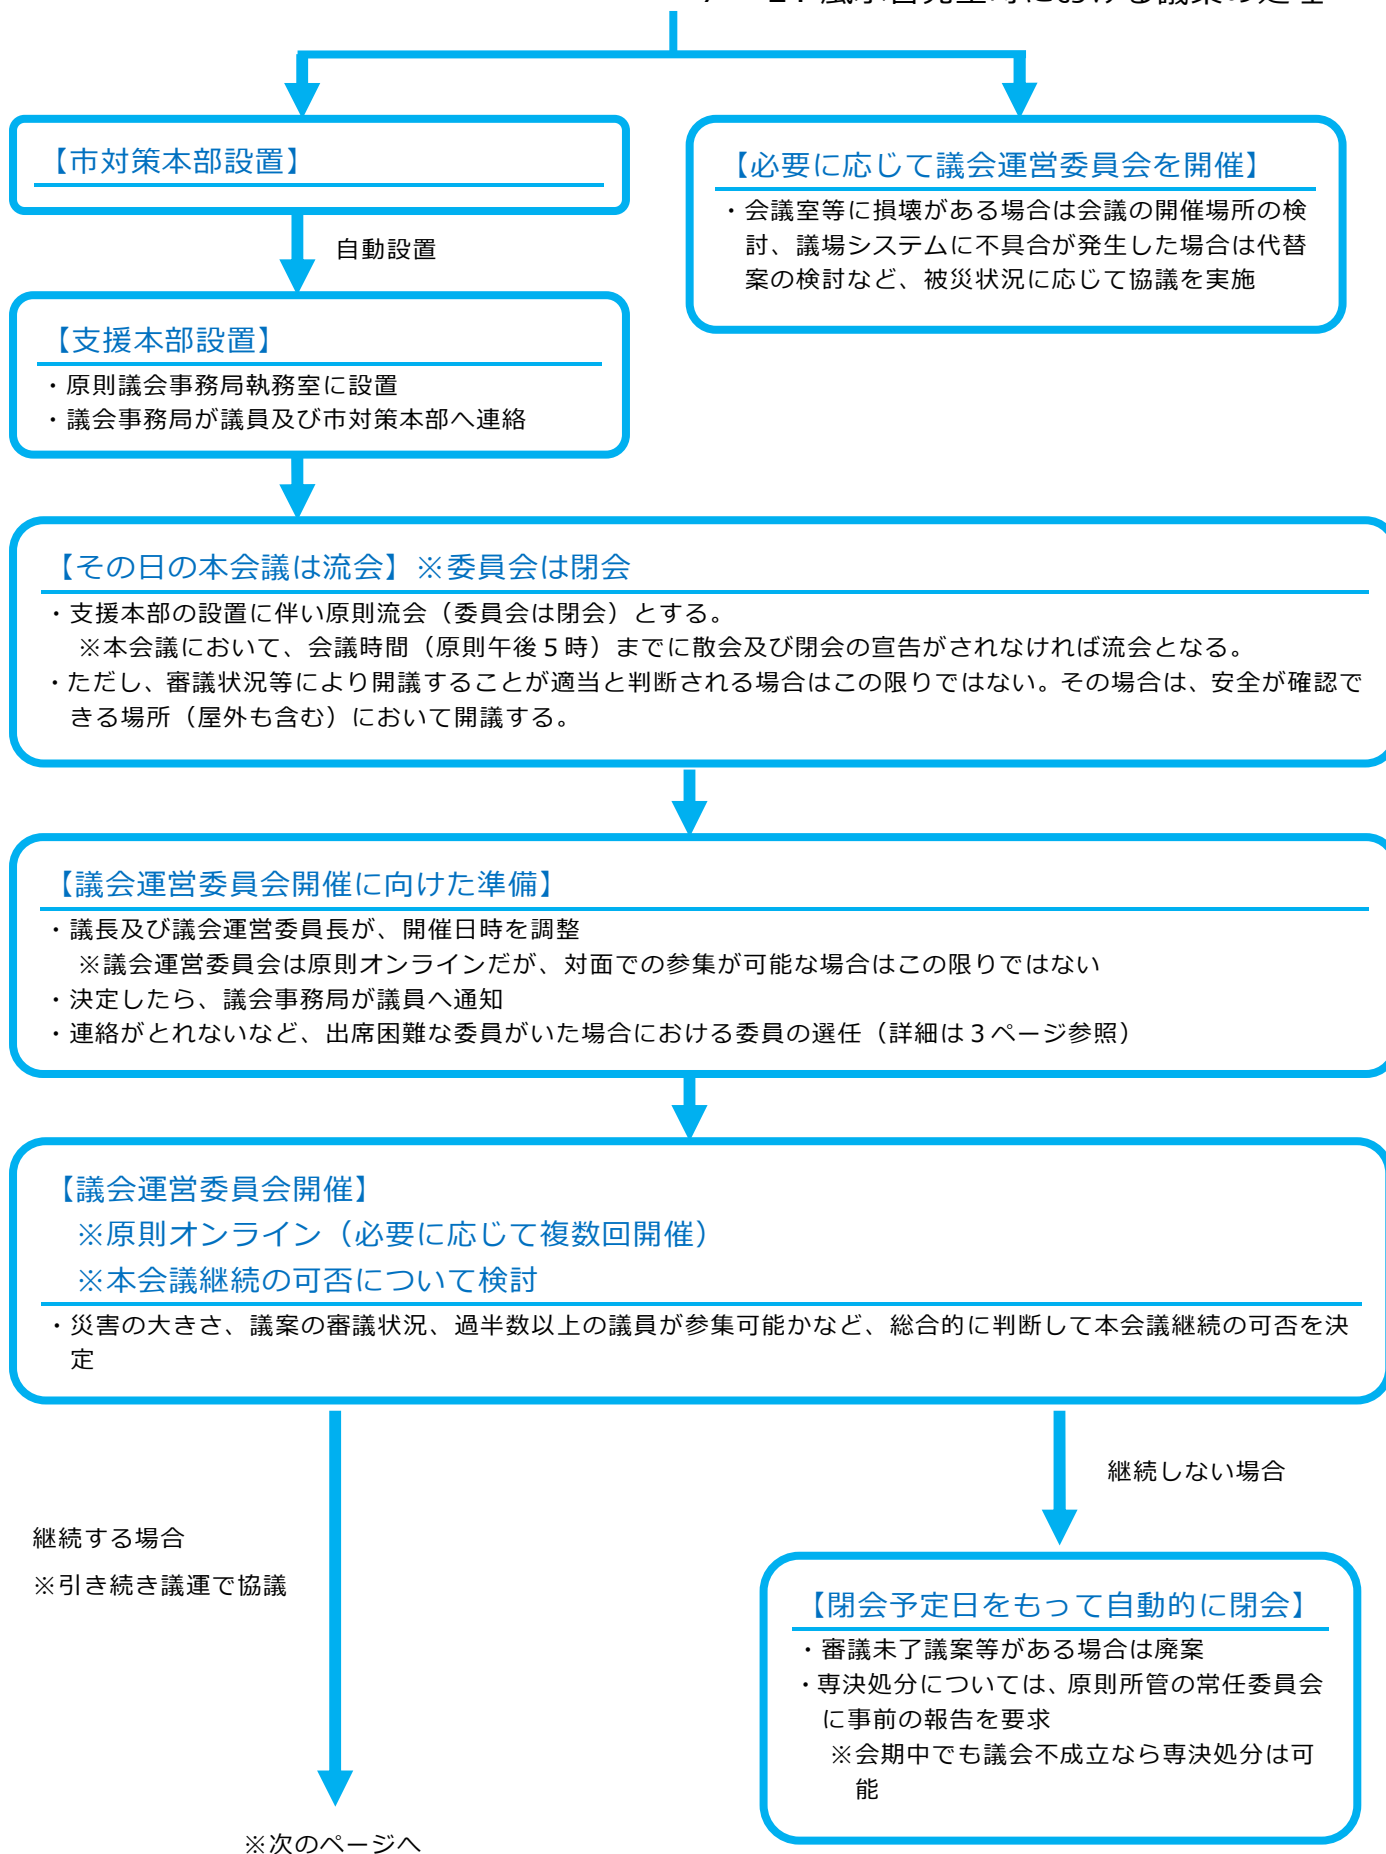 【市対策本部設置】
自動設置
【必要に応じて議会運営委員会を開催】
・会議室等に損壊がある場合は会議の開催場所の検
討、議場システムに不具合が発生した場合は代替
案の検討など、被災状況に応じて協議を実施
【支援本部設置】
・原則議会事務局執務室に設置
・議会事務局が議員及び市対策本部へ連絡
【その日の本会議は流会】※委員会は閉会
・支援本部の設置に伴い原則流会（委員会は閉会）とする。
※本会議において、会議時間（原則午後５時）までに散会及び閉会の宣告がされなければ流会となる。
・ただし、審議状況等により開議することが適当と判断される場合はこの限りではない。その場合は、安全が確認で
きる場所（屋外も含む）において開議する。
【議会運営委員会開催に向けた準備】
・議長及び議会運営委員長が、開催日時を調整
※議会運営委員会は原則オンラインだが、対面での参集が可能な場合はこの限りではない
・決定したら、議会事務局が議員へ通知
・連絡がとれないなど、出席困難な委員がいた場合における委員の選任（詳細は３ページ参照）
【議会運営委員会開催】
※原則オンライン（必要に応じて複数回開催）
※本会議継続の可否について検討
・災害の大きさ、議案の審議状況、過半数以上の議員が参集可能かなど、総合的に判断して本会議継続の可否を決
定
継続する場合
※引き続き議運で協議
※次のページへ
継続しない場合
【閉会予定日をもって自動的に閉会】
・審議未了議案等がある場合は廃案
・専決処分については、原則所管の常任委員会
に事前の報告を要求
※会期中でも議会不成立なら専決処分は可
能